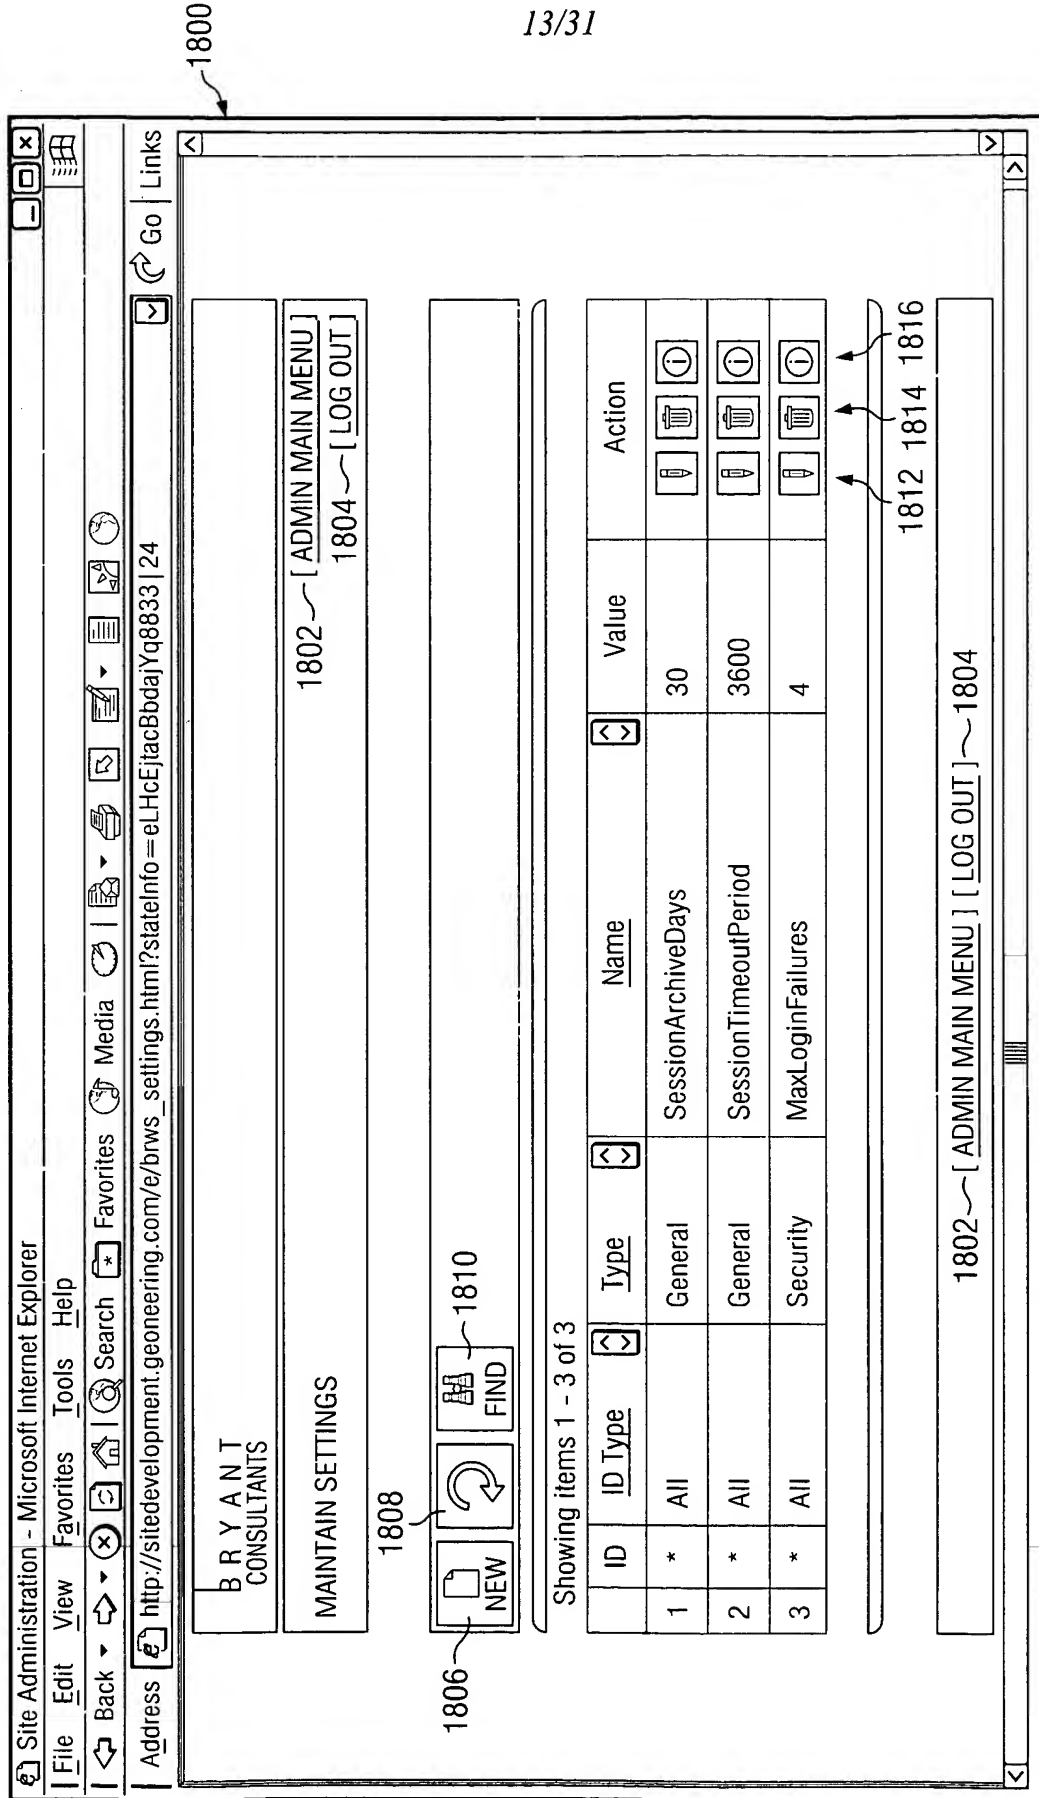 13/31
1800
Site Administration - Microsoft Internet Explorer
File Edit View Favorites Tools Help
Back Search Favorites Media
Address http://sitedevelopment.geoneering.com/e/brws_settings.html?stateInfo=eLHcEjtacBbdajYq8833|24 Go Links
BRYANT
CONSULTANTS
MAINTAIN SETTINGS
1802 [ ADMIN MAIN MENU ]
1804 [ LOG OUT ]
1808
1806 NEW FIND 1810
Showing items 1 - 3 of 3
ID ID Type Type Name Value Action
1 * All General SessionArchiveDays 30
2 * All General SessionTimeoutPeriod 3600
3 * All Security MaxLoginFailures 4
1812 1814 1816
1802 [ ADMIN MAIN MENU ] [ LOG OUT ] 1804